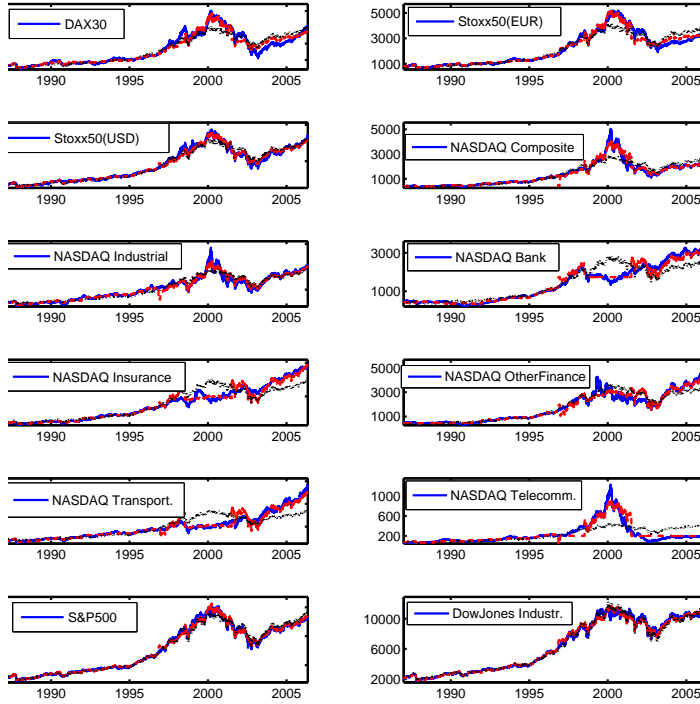 DAX30
1990 1995 2000 2005
Stoxx50(EUR)
5000
3000
1000
1990 1995 2000 2005
Stoxx50(USD)
1990 1995 2000 2005
NASDAQ Composite
5000
3000
1000
1990 1995 2000 2005
NASDAQ Industrial
1990 1995 2000 2005
NASDAQ Bank
3000
1000
1990 1995 2000 2005
NASDAQ Insurance
1990 1995 2000 2005
NASDAQ OtherFinance
5000
3000
1000
1990 1995 2000 2005
NASDAQ Transport.
1990 1995 2000 2005
NASDAQ Telecomm.
1000
600
200
1990 1995 2000 2005
S&P500
1990 1995 2000 2005
DowJones Industr.
10000
6000
2000
1990 1995 2000 2005